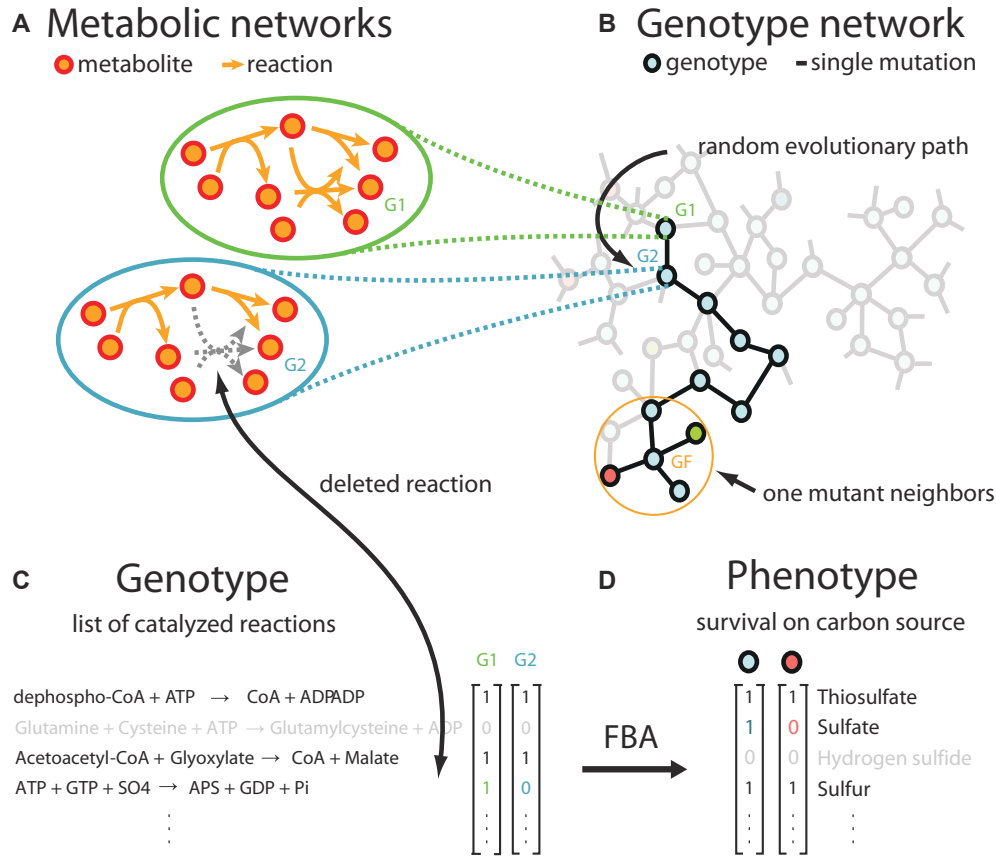 A Metabolic networks
metabolite reaction
G1
G2
deleted reaction
B Genotype network
genotype single mutation
random evolutionary path
G1
G2
GF
one mutant neighbors
C Genotype
list of catalyzed reactions
G1 G2
dephospho-CoA + ATP → CoA + ADPADP 1 1
Glutamine + Cysteine + ATP → Glutamylcysteine + ADP 0 0
Acetoacetyl-CoA + Glyoxylate → CoA + Malate 1 1
ATP + GTP + SO4 → APS + GDP + Pi 1 0
FBA
D Phenotype
survival on carbon source
1 1 Thiosulfate
1 0 Sulfate
0 0 Hydrogen sulfide
1 1 Sulfur